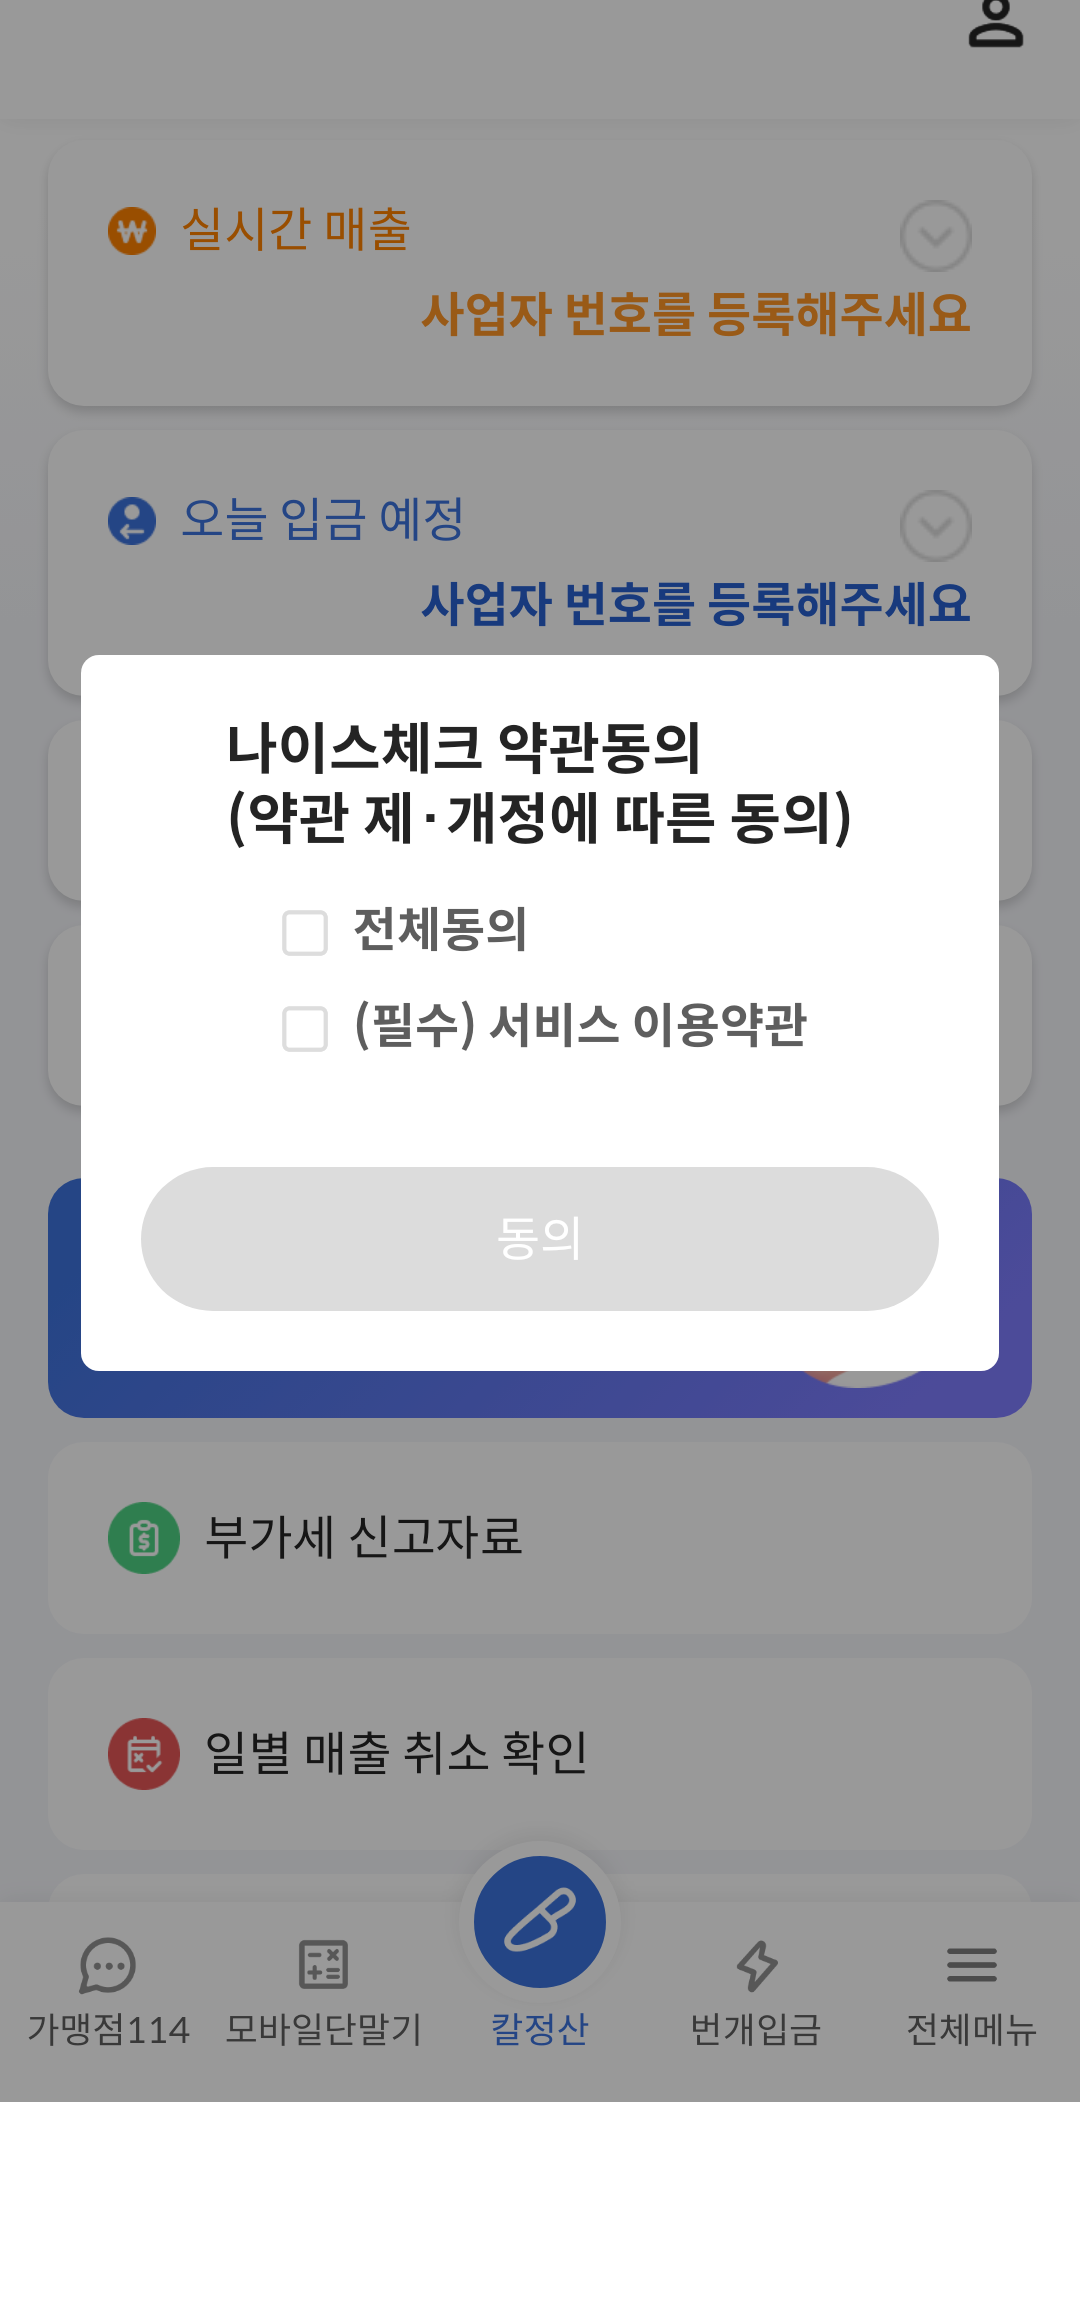 실시간 매출
사업자 번호를 등록해주세요
오늘 입금 예정
사업자 번호를 등록해주세요
나이스체크 약관동의
(약관 제·개정에 따른 동의)
전체동의
(필수) 서비스 이용약관
동의
부가세 신고자료
일별 매출 취소 확인
가맹점114
모바일단말기
칼정산
번개입금
전체메뉴